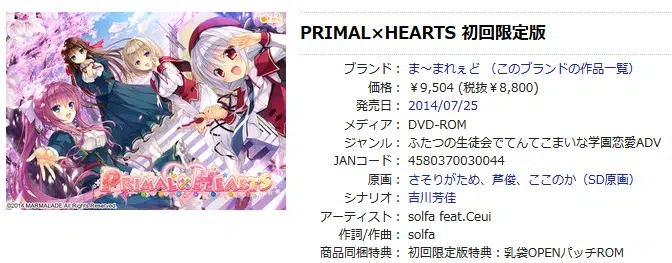 PRIMAL×HEARTS 初回限定版
ブランド： ま～まれぇど （このブランドの作品一覧）
価格： ￥9,504 (税抜￥8,800)
発売日： 2014/07/25
メディア： DVD-ROM
ジャンル： ふたつの生徒会でてんてこまいな学園恋愛ADV
JANコード： 4580370030044
原画： さそりがため、芦俊、ここのか（SD原画）
シナリオ： 吉川芳佳
アーティスト： solfa feat.Ceui
作詞/作曲： solfa
商品同梱特典： 初回限定版特典：乳袋OPENパッチROM
PRIMAL×HEARTS
©2014 MARMALADE All Rights Reserved.